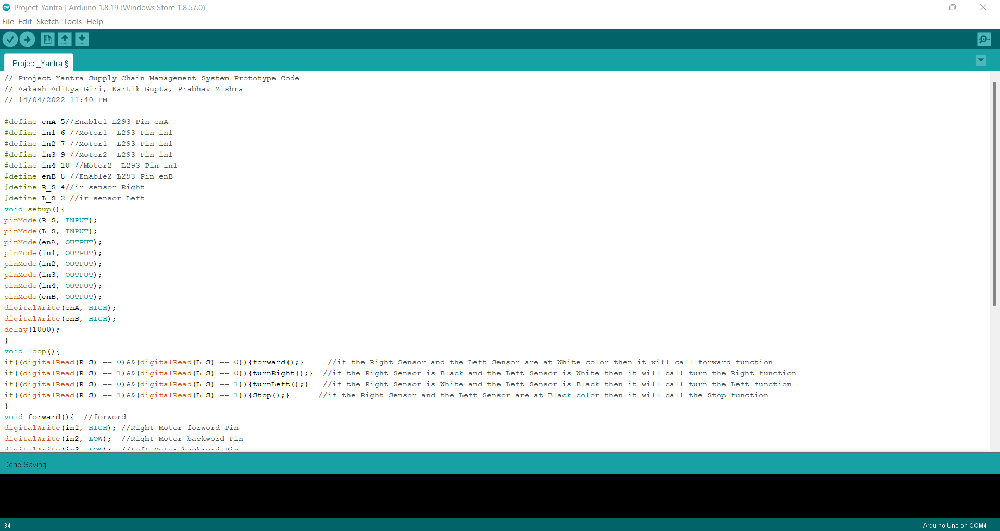 Project_Yantra | Arduino 1.8.19 (Windows Store 1.8.57.0)
File Edit Sketch Tools Help
Project_Yantra §
// Project_Yantra Supply Chain Management System Prototype Code
// Aakash Aditya Giri, Kartik Gupta, Prabhav Mishra
// 14/04/2022 11:40 PM
#define enA 5//Enable1 L293 Pin enA
#define in1 6 //Motor1  L293 Pin in1
#define in2 7 //Motor1  L293 Pin in1
#define in3 9 //Motor2  L293 Pin in1
#define in4 10 //Motor2  L293 Pin in1
#define enB 8 //Enable2 L293 Pin enB
#define R_S 4//ir sensor Right
#define L_S 2 //ir sensor Left
void setup(){
pinMode(R_S, INPUT);
pinMode(L_S, INPUT);
pinMode(enA, OUTPUT);
pinMode(in1, OUTPUT);
pinMode(in2, OUTPUT);
pinMode(in3, OUTPUT);
pinMode(in4, OUTPUT);
pinMode(enB, OUTPUT);
digitalWrite(enA, HIGH);
digitalWrite(enB, HIGH);
delay(1000);
}
void loop(){
if((digitalRead(R_S) == 0)&&(digitalRead(L_S) == 0)){forward();}     //if the Right Sensor and the Left Sensor are at White color then it will call forward function
if((digitalRead(R_S) == 1)&&(digitalRead(L_S) == 0)){turnRight();}  //if the Right Sensor is Black and the Left Sensor is White then it will call turn the Right function
if((digitalRead(R_S) == 0)&&(digitalRead(L_S) == 1)){turnLeft();}   //if the Right Sensor is White and the Left Sensor is Black then it will call turn the Left function
if((digitalRead(R_S) == 1)&&(digitalRead(L_S) == 1)){Stop();}      //if the Right Sensor and the Left Sensor are at Black color then it will call the Stop function
}
void forward(){  //forword
digitalWrite(in1, HIGH); //Right Motor forword Pin
digitalWrite(in2, LOW);  //Right Motor backword Pin
digitalWrite(in3, LOW);  //Left Motor backword Pin
Done Saving.
34
Arduino Uno on COM4